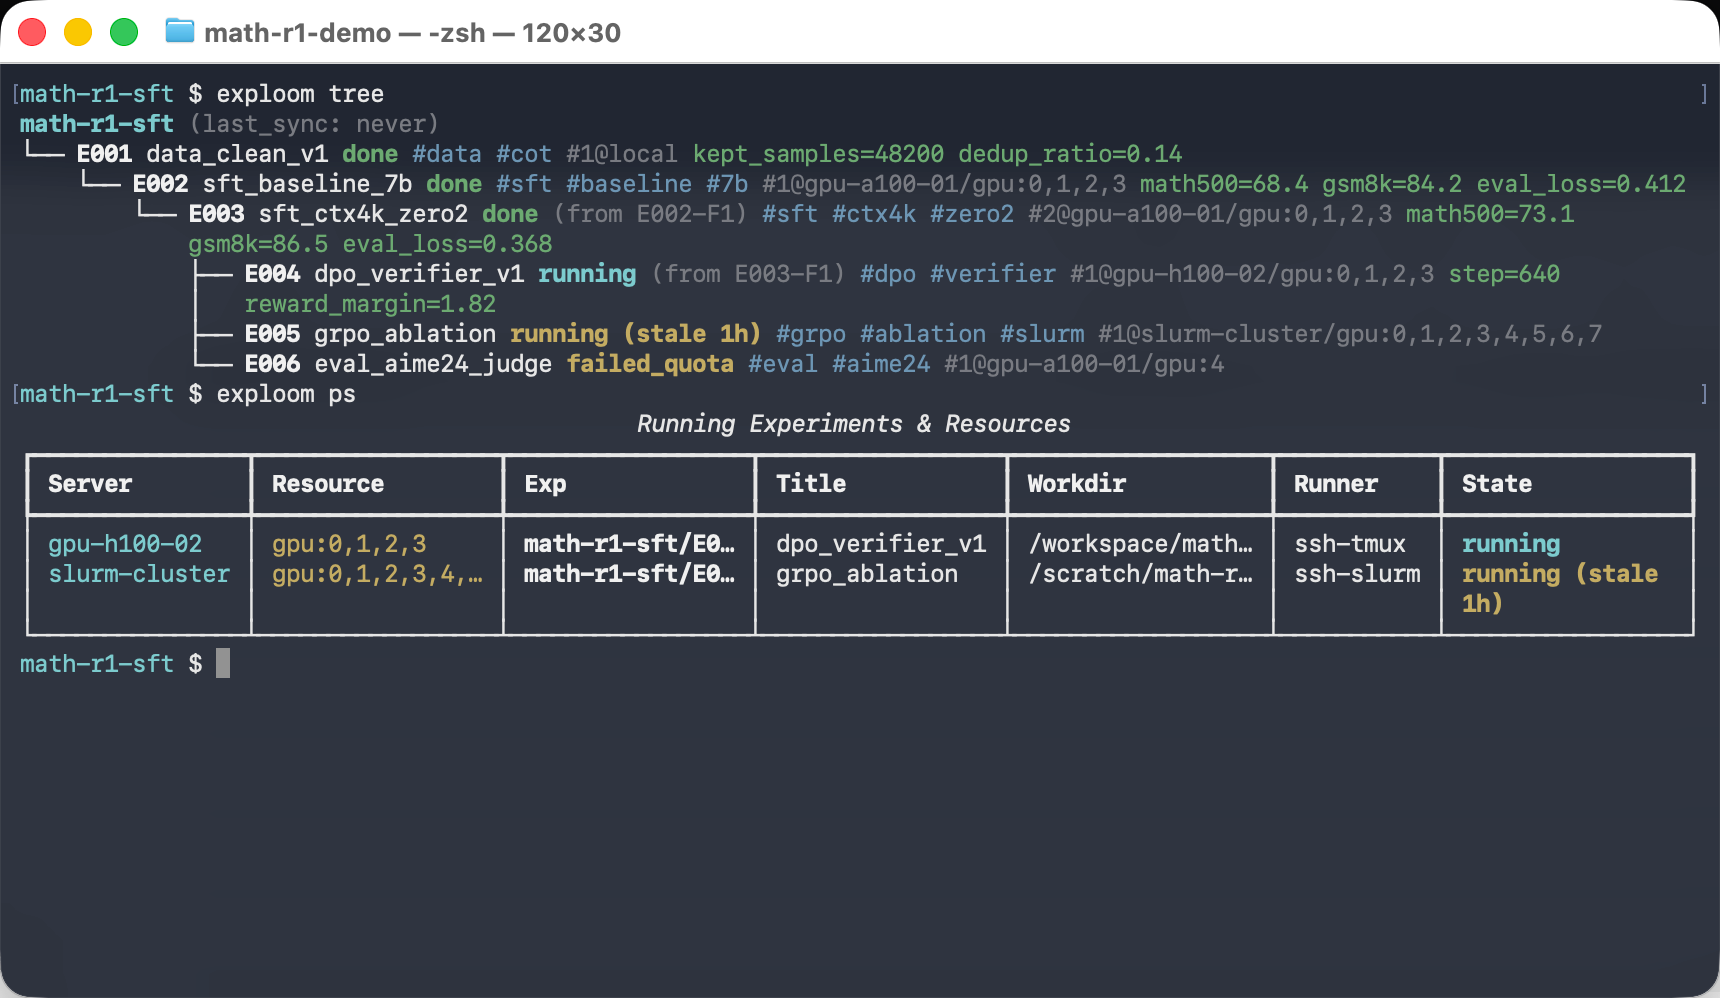 math-r1-demo — -zsh — 120×30
[math-r1-sft $ exploom tree ]
math-r1-sft (last_sync: never)
└── E001 data_clean_v1 done #data #cot #1@local kept_samples=48200 dedup_ratio=0.14
└── E002 sft_baseline_7b done #sft #baseline #7b #1@gpu-a100-01/gpu:0,1,2,3 math500=68.4 gsm8k=84.2 eval_loss=0.412
└── E003 sft_ctx4k_zero2 done (from E002-F1) #sft #ctx4k #zero2 #2@gpu-a100-01/gpu:0,1,2,3 math500=73.1
gsm8k=86.5 eval_loss=0.368
├── E004 dpo_verifier_v1 running (from E003-F1) #dpo #verifier #1@gpu-h100-02/gpu:0,1,2,3 step=640
│ reward_margin=1.82
├── E005 grpo_ablation running (stale 1h) #grpo #ablation #slurm #1@slurm-cluster/gpu:0,1,2,3,4,5,6,7
└── E006 eval_aime24_judge failed_quota #eval #aime24 #1@gpu-a100-01/gpu:4
[math-r1-sft $ exploom ps ]
Running Experiments & Resources
Server Resource Exp Title Workdir Runner State
gpu-h100-02 gpu:0,1,2,3 math-r1-sft/E0… dpo_verifier_v1 /workspace/math… ssh-tmux running
slurm-cluster gpu:0,1,2,3,4,… math-r1-sft/E0… grpo_ablation /scratch/math-r… ssh-slurm running (stale
1h)
math-r1-sft $